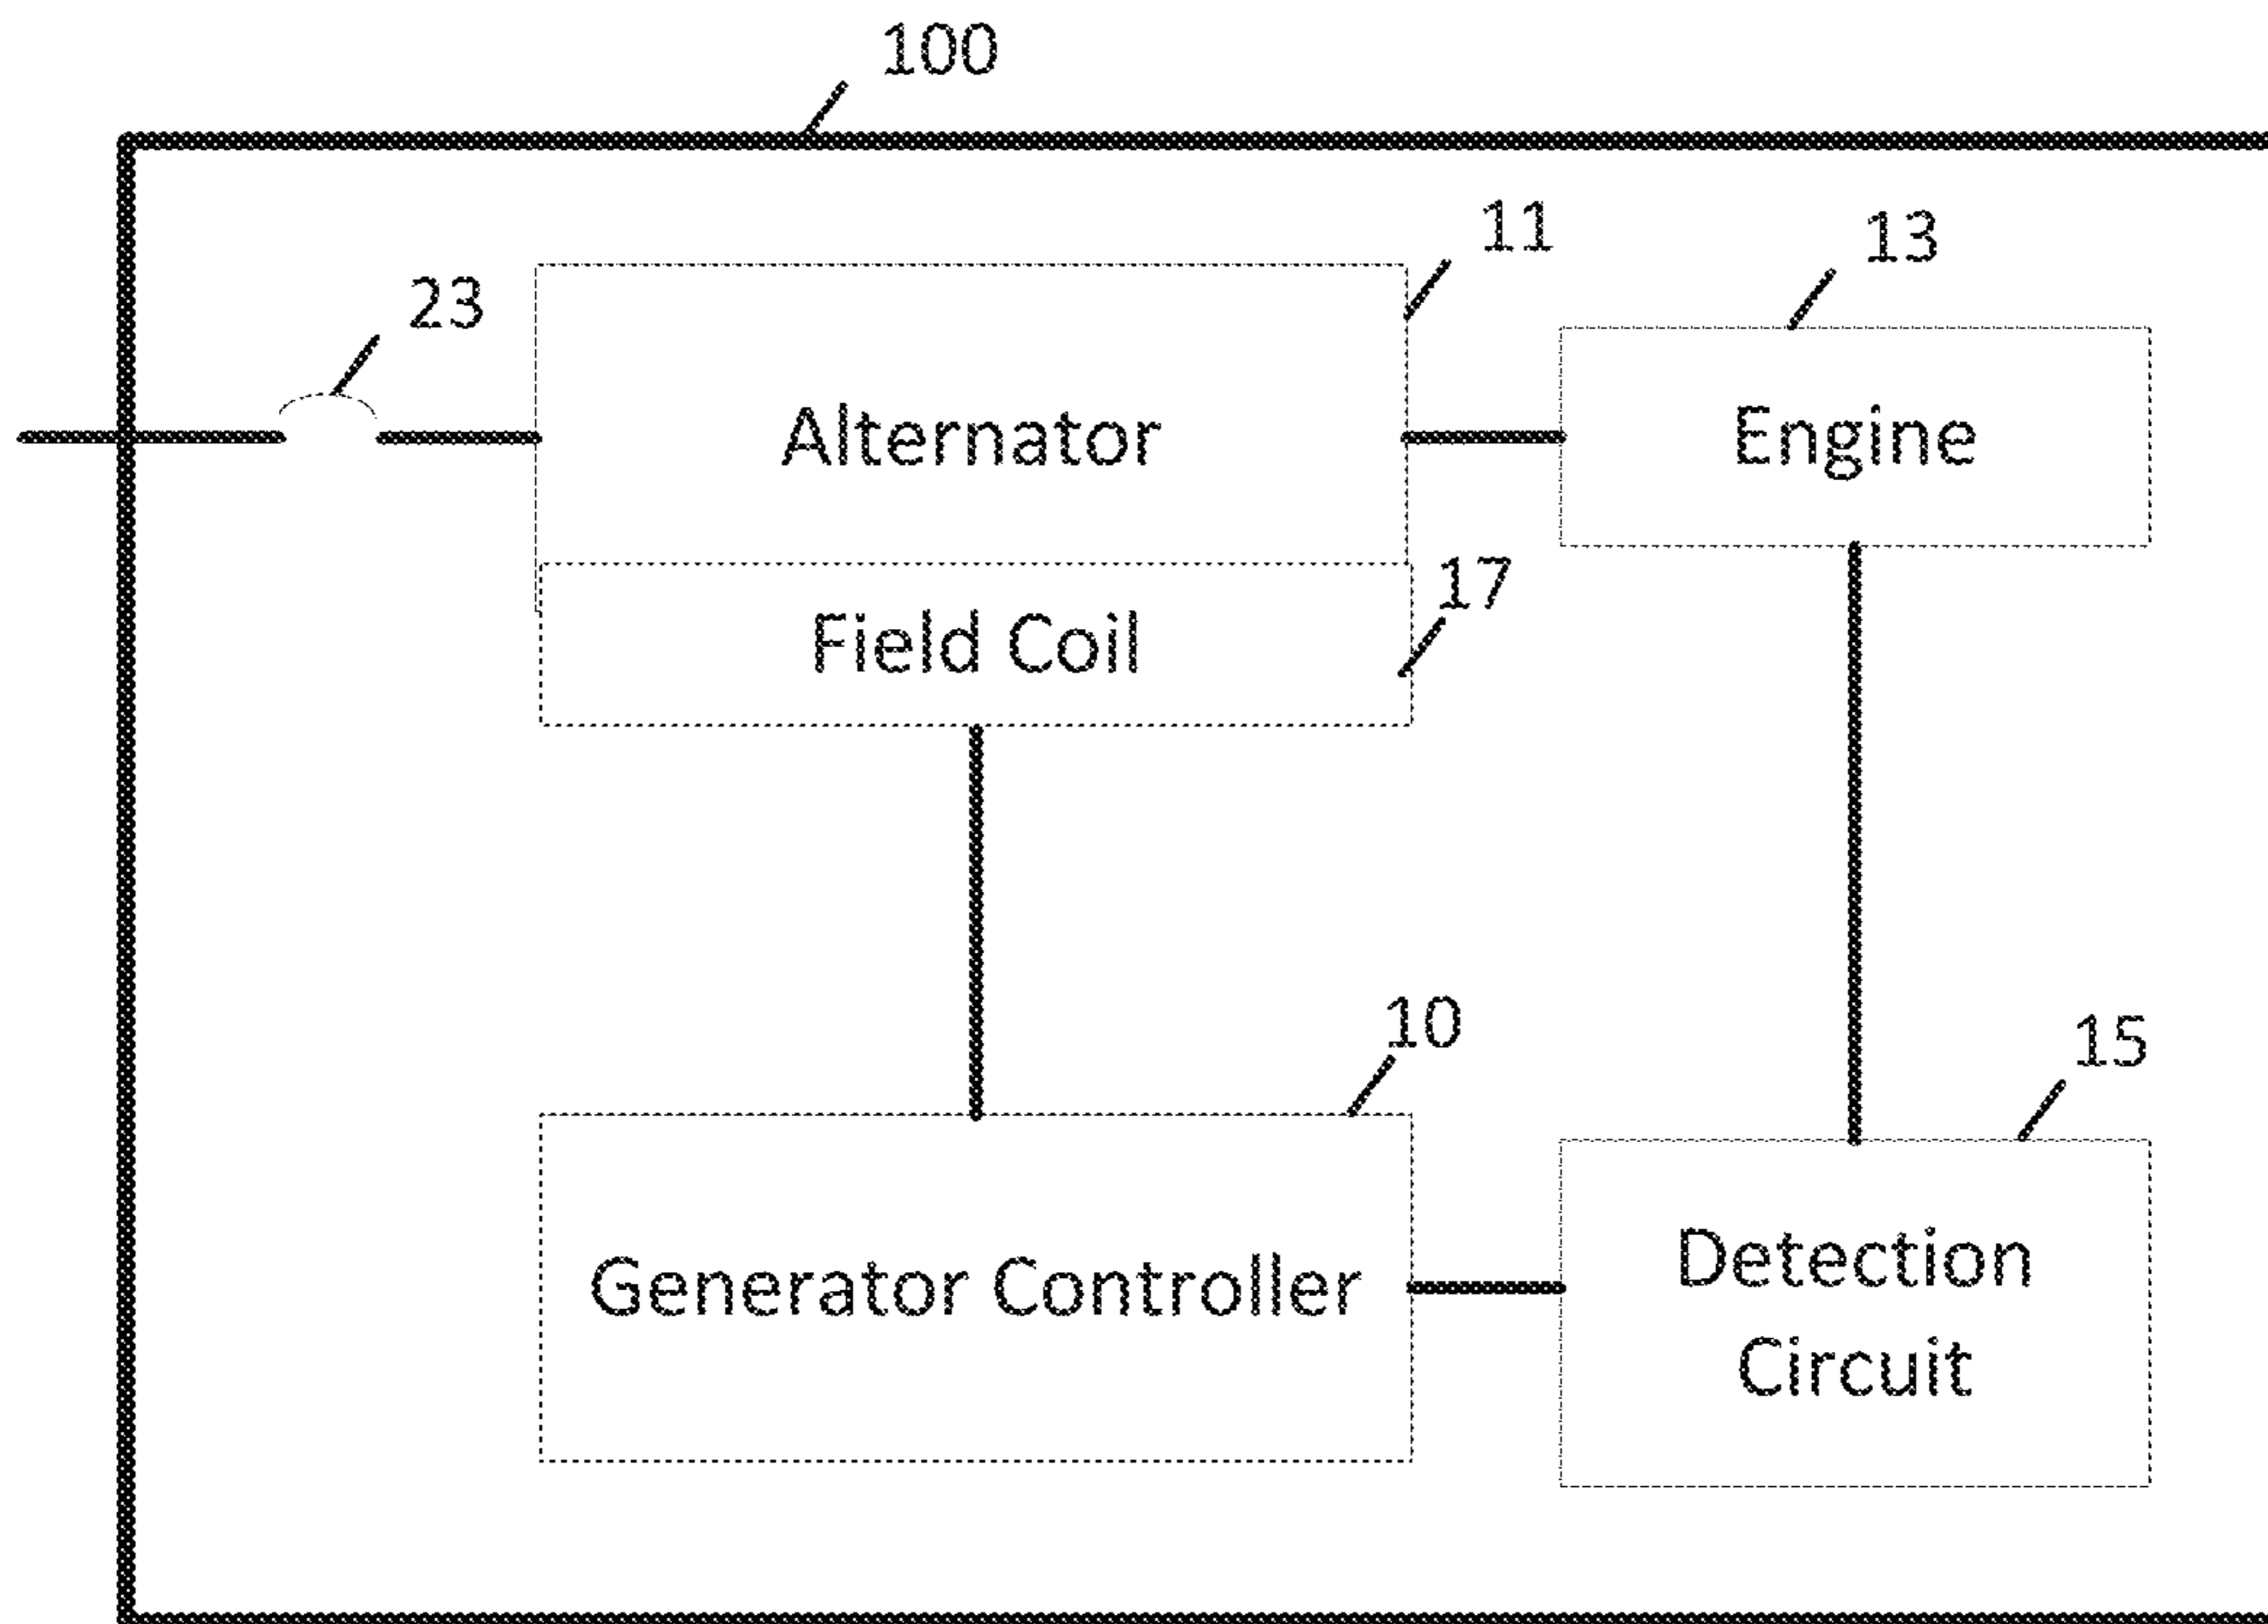 100
11
13
23
Alternator
Engine
17
Field Coil
10
15
Generator Controller
Detection
Circuit